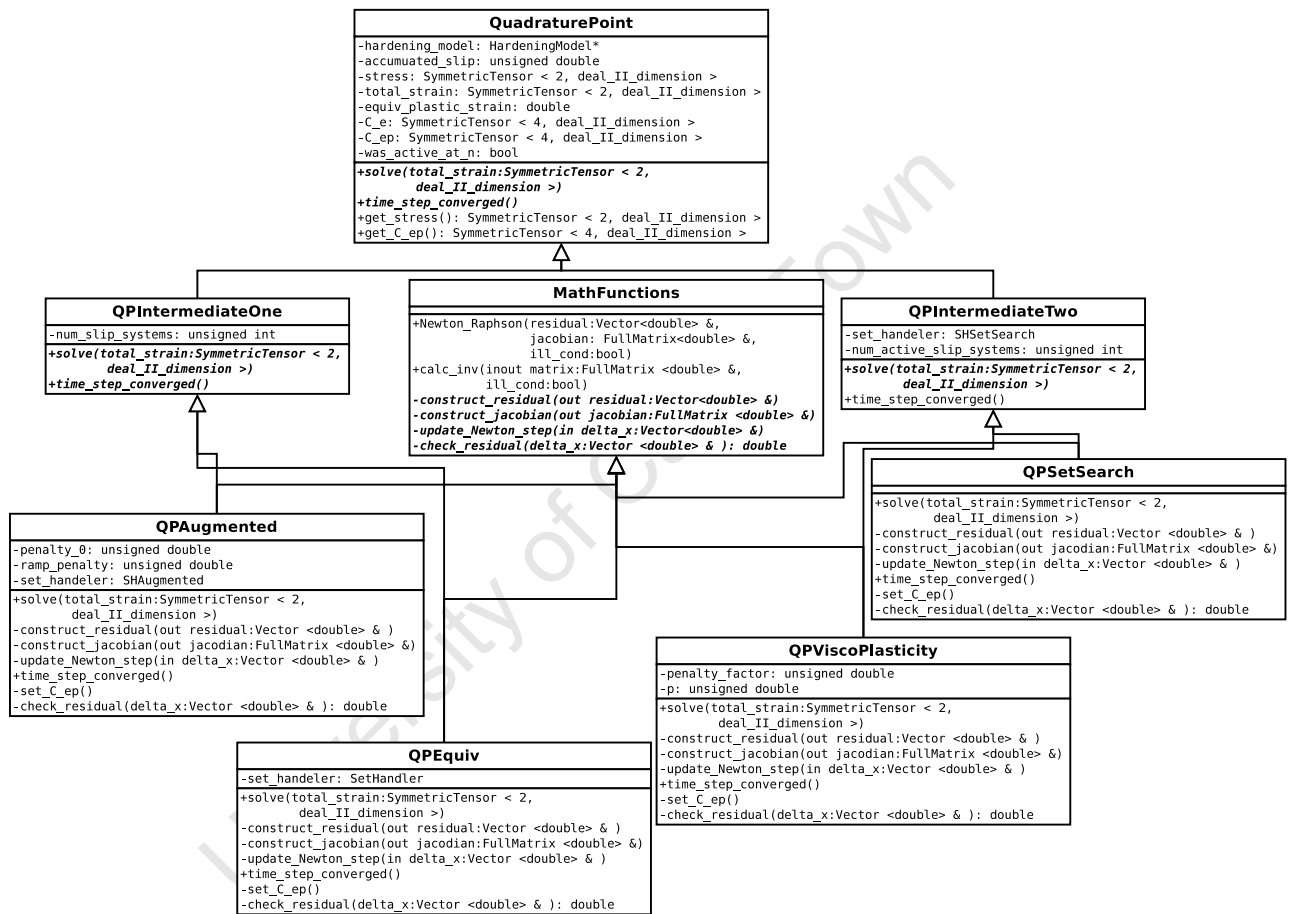 QuadraturePoint
-hardening_model: HardeningModel*
-accumuated_slip: unsigned double
-stress: SymmetricTensor < 2, deal_II_dimension >
-total_strain: SymmetricTensor < 2, deal_II_dimension >
-equiv_plastic_strain: double
-C_e: SymmetricTensor < 4, deal_II_dimension >
-C_ep: SymmetricTensor < 4, deal_II_dimension >
-was_active_at_n: bool
+solve(total_strain:SymmetricTensor < 2,
deal_II_dimension >)
+time_step_converged()
+get_stress(): SymmetricTensor < 2, deal_II_dimension >
+get_C_ep(): SymmetricTensor < 4, deal_II_dimension >
QPIntermediateOne
-num_slip_systems: unsigned int
+solve(total_strain:SymmetricTensor < 2,
deal_II_dimension >)
+time_step_converged()
MathFunctions
+Newton_Raphson(residual:Vector<double> &,
jacobian: FullMatrix<double> &,
ill_cond:bool)
+calc_inv(inout matrix:FullMatrix <double> &,
ill_cond:bool)
-construct_residual(out residual:Vector<double> &)
-construct_jacobian(out jacobian:FullMatrix <double> &)
-update_Newton_step(in delta_x:Vector<double> &)
-check_residual(delta_x:Vector <double> & ): double
QPIntermediateTwo
-set_handeler: SHSetSearch
-num_active_slip_systems: unsigned int
+solve(total_strain:SymmetricTensor < 2,
deal_II_dimension >)
+time_step_converged()
QPSetSearch
+solve(total_strain:SymmetricTensor < 2,
deal_II_dimension >)
-construct_residual(out residual:Vector <double> & )
-construct_jacobian(out jacodian:FullMatrix <double> &)
-update_Newton_step(in delta_x:Vector <double> & )
+time_step_converged()
-set_C_ep()
-check_residual(delta_x:Vector <double> & ): double
QPAugmented
-penalty_0: unsigned double
-ramp_penalty: unsigned double
-set_handeler: SHAugmented
+solve(total_strain:SymmetricTensor < 2,
deal_II_dimension >)
-construct_residual(out residual:Vector <double> & )
-construct_jacobian(out jacodian:FullMatrix <double> &)
-update_Newton_step(in delta_x:Vector <double> & )
+time_step_converged()
-set_C_ep()
-check_residual(delta_x:Vector <double> & ): double
QPViscoPlasticity
-penalty_factor: unsigned double
-p: unsigned double
+solve(total_strain:SymmetricTensor < 2,
deal_II_dimension >)
-construct_residual(out residual:Vector <double> & )
-construct_jacobian(out jacodian:FullMatrix <double> &)
-update_Newton_step(in delta_x:Vector <double> & )
+time_step_converged()
-set_C_ep()
-check_residual(delta_x:Vector <double> & ): double
QPEquiv
-set_handeler: SetHandler
+solve(total_strain:SymmetricTensor < 2,
deal_II_dimension >)
-construct_residual(out residual:Vector <double> & )
-construct_jacobian(out jacodian:FullMatrix <double> &)
-update_Newton_step(in delta_x:Vector <double> & )
+time_step_converged()
-set_C_ep()
-check_residual(delta_x:Vector <double> & ): double
of
Town